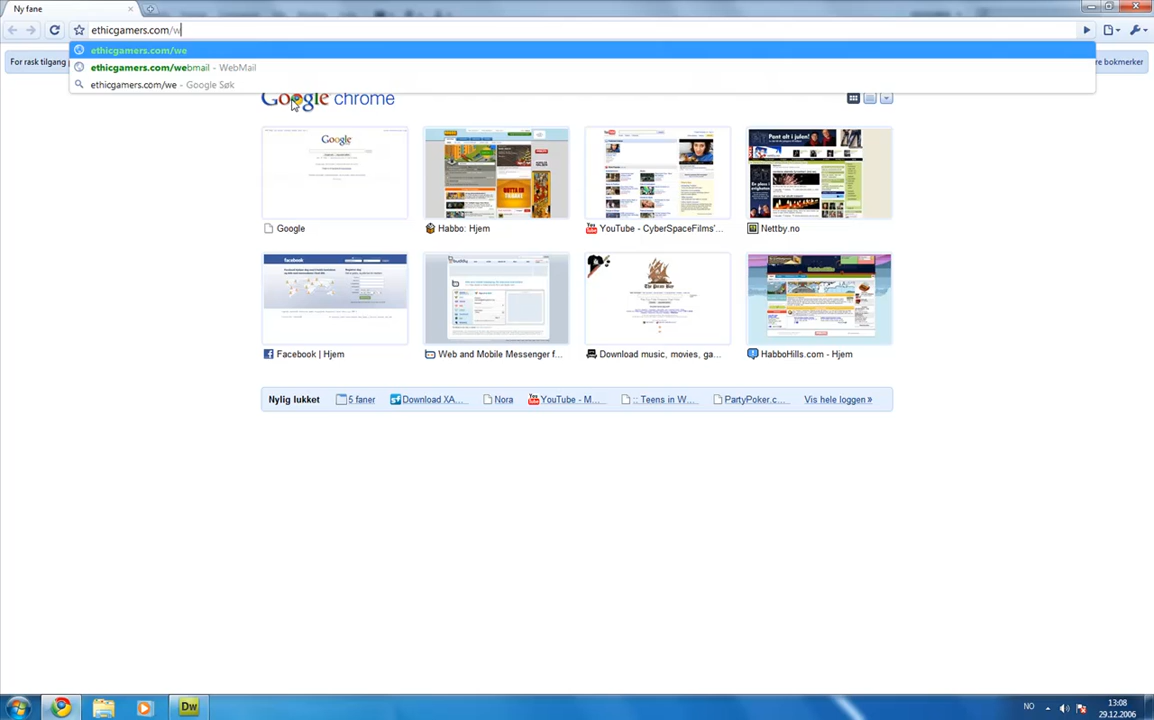 Ny fane
ethicgamers.com/w
ethicgamers.com/we
ethicgamers.com/webmail - WebMail
ethicgamers.com/we - Google Søk
For rask tilgang p
re bokmerker
Google chrome
Google
Habbo: Hjem
YouTube - CyberSpaceFilms'...
Nettby.no
Facebook | Hjem
Web and Mobile Messenger f...
Download music, movies, ga...
HabboHills.com - Hjem
Nylig lukket
5 faner
Download XA...
Nora
YouTube - M...
:: Teens in W...
PartyPoker.c...
Vis hele loggen »
Dw
NO
13:08
29.12.2006